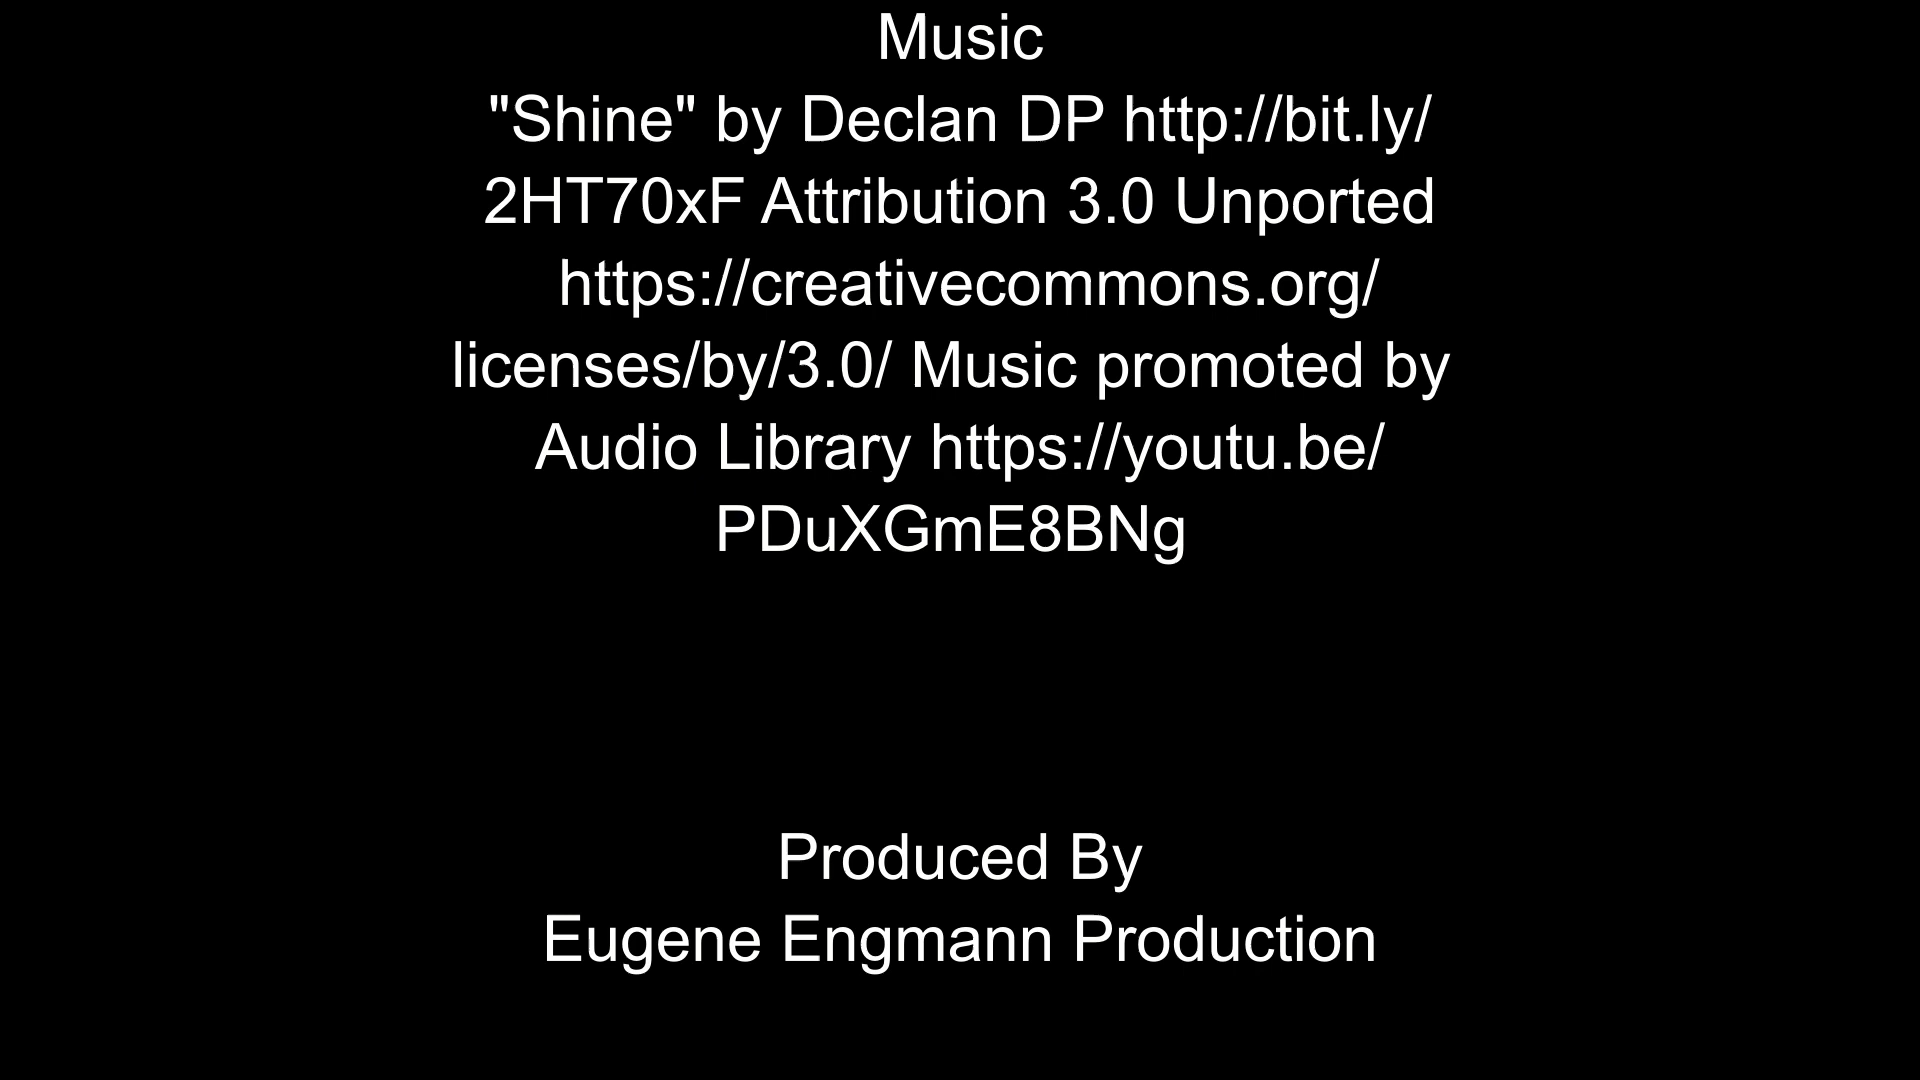 Music
"Shine" by Declan DP http://bit.ly/
2HT70xF Attribution 3.0 Unported
https://creativecommons.org/
licenses/by/3.0/ Music promoted by
Audio Library https://youtu.be/
PDuXGmE8BNg
Produced By
Eugene Engmann Production